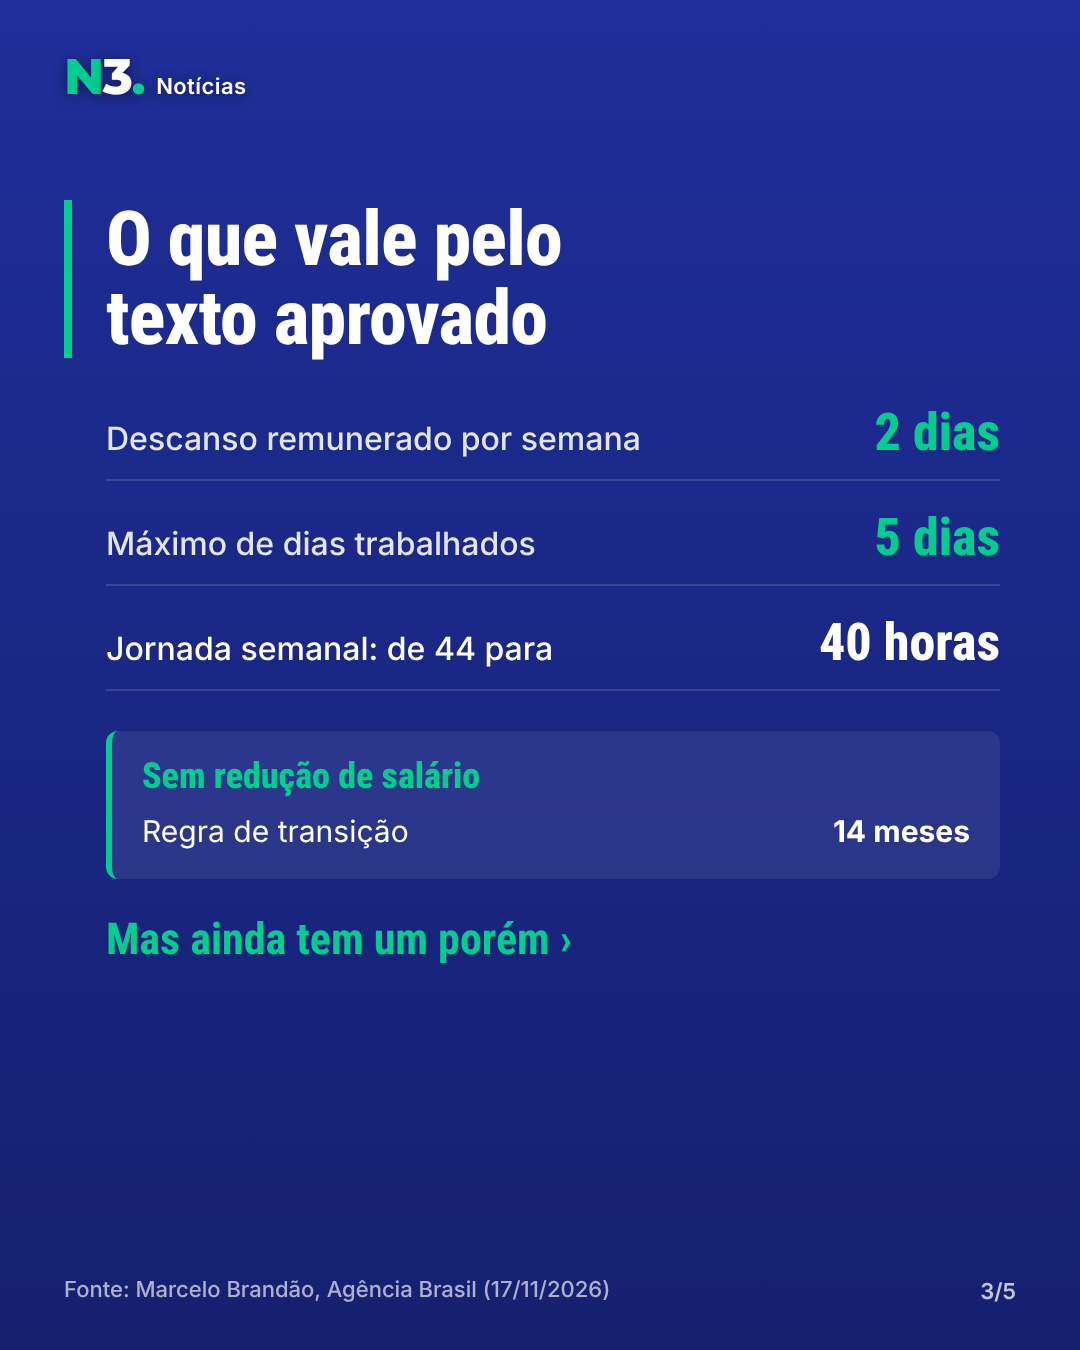 N3. Notícias
O que vale pelo
texto aprovado
Descanso remunerado por semana 2 dias
Máximo de dias trabalhados 5 dias
Jornada semanal: de 44 para 40 horas
Sem redução de salário
Regra de transição 14 meses
Mas ainda tem um porém ›
Fonte: Marcelo Brandão, Agência Brasil (17/11/2026) 3/5